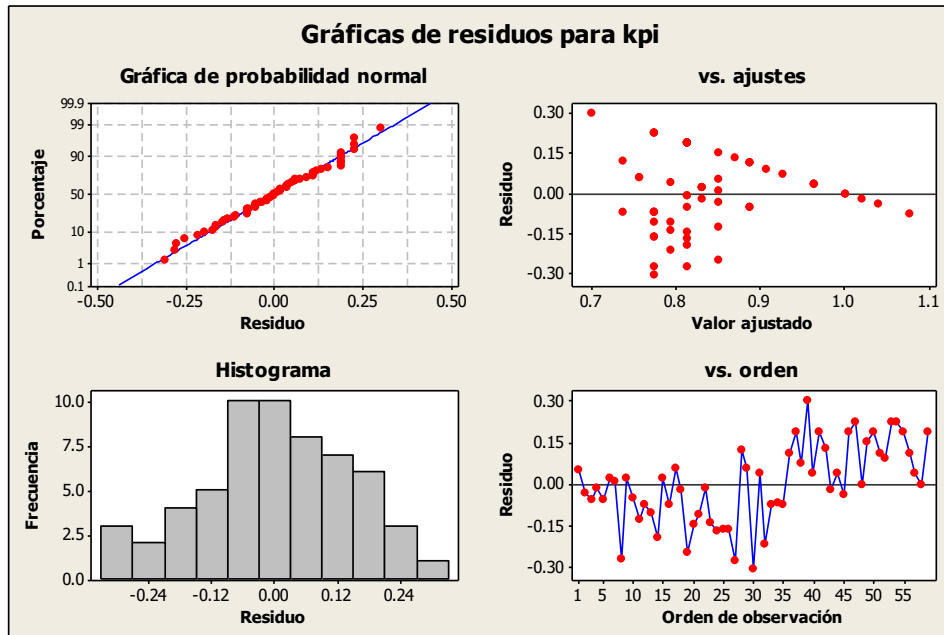 Gráficas de residuos para kpi
Gráfica de probabilidad normal
99.9
99
90
50
10
1
0.1
Porcentaje
-0.50 -0.25 0.00 0.25 0.50
Residuo
vs. ajustes
0.30
0.15
0.00
-0.15
-0.30
Residuo
0.7 0.8 0.9 1.0 1.1
Valor ajustado
Histograma
10.0
7.5
5.0
2.5
0.0
Frecuencia
-0.24 -0.12 0.00 0.12 0.24
Residuo
vs. orden
0.30
0.15
0.00
-0.15
-0.30
Residuo
1 5 10 15 20 25 30 35 40 45 50 55
Orden de observación